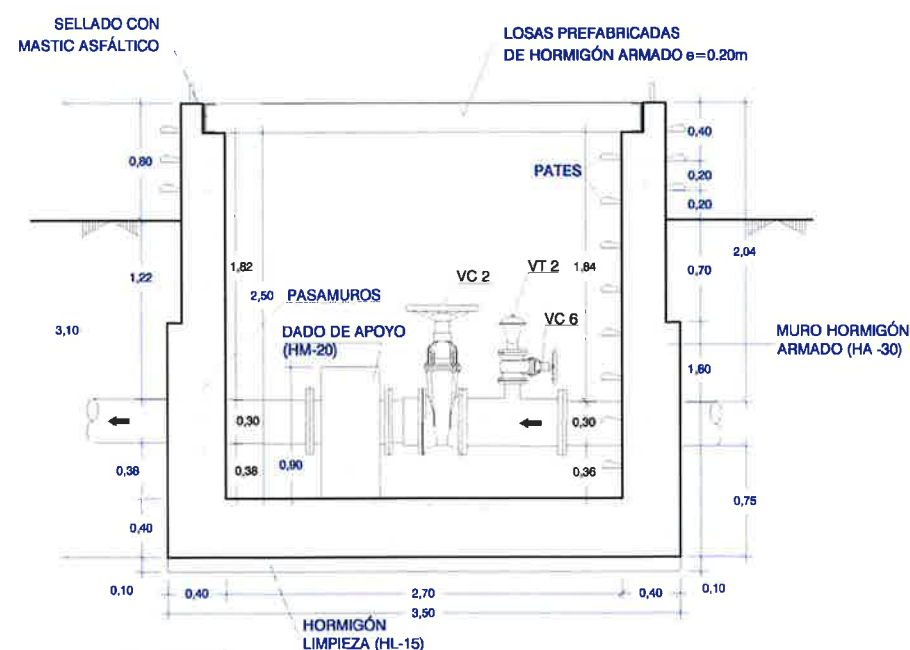 SELLADO CON
MASTIC ASFÁLTICO
LOSAS PREFABRICADAS
DE HORMIGÓN ARMADO e=0.20m
0,80
0,40
PATES
0,20
0,20
1,22
1,82
2,50
PASAMUROS
VC 2
VT 2
1,84
VC 6
0,70
2,04
3,10
DADO DE APOYO
(HM-20)
MURO HORMIGÓN
ARMADO (HA -30)
1,60
0,30
0,30
0,38
0,38
0,90
0,36
0,75
0,40
0,10
0,40
2,70
0,40
0,10
3,50
HORMIGÓN
LIMPIEZA (HL-15)